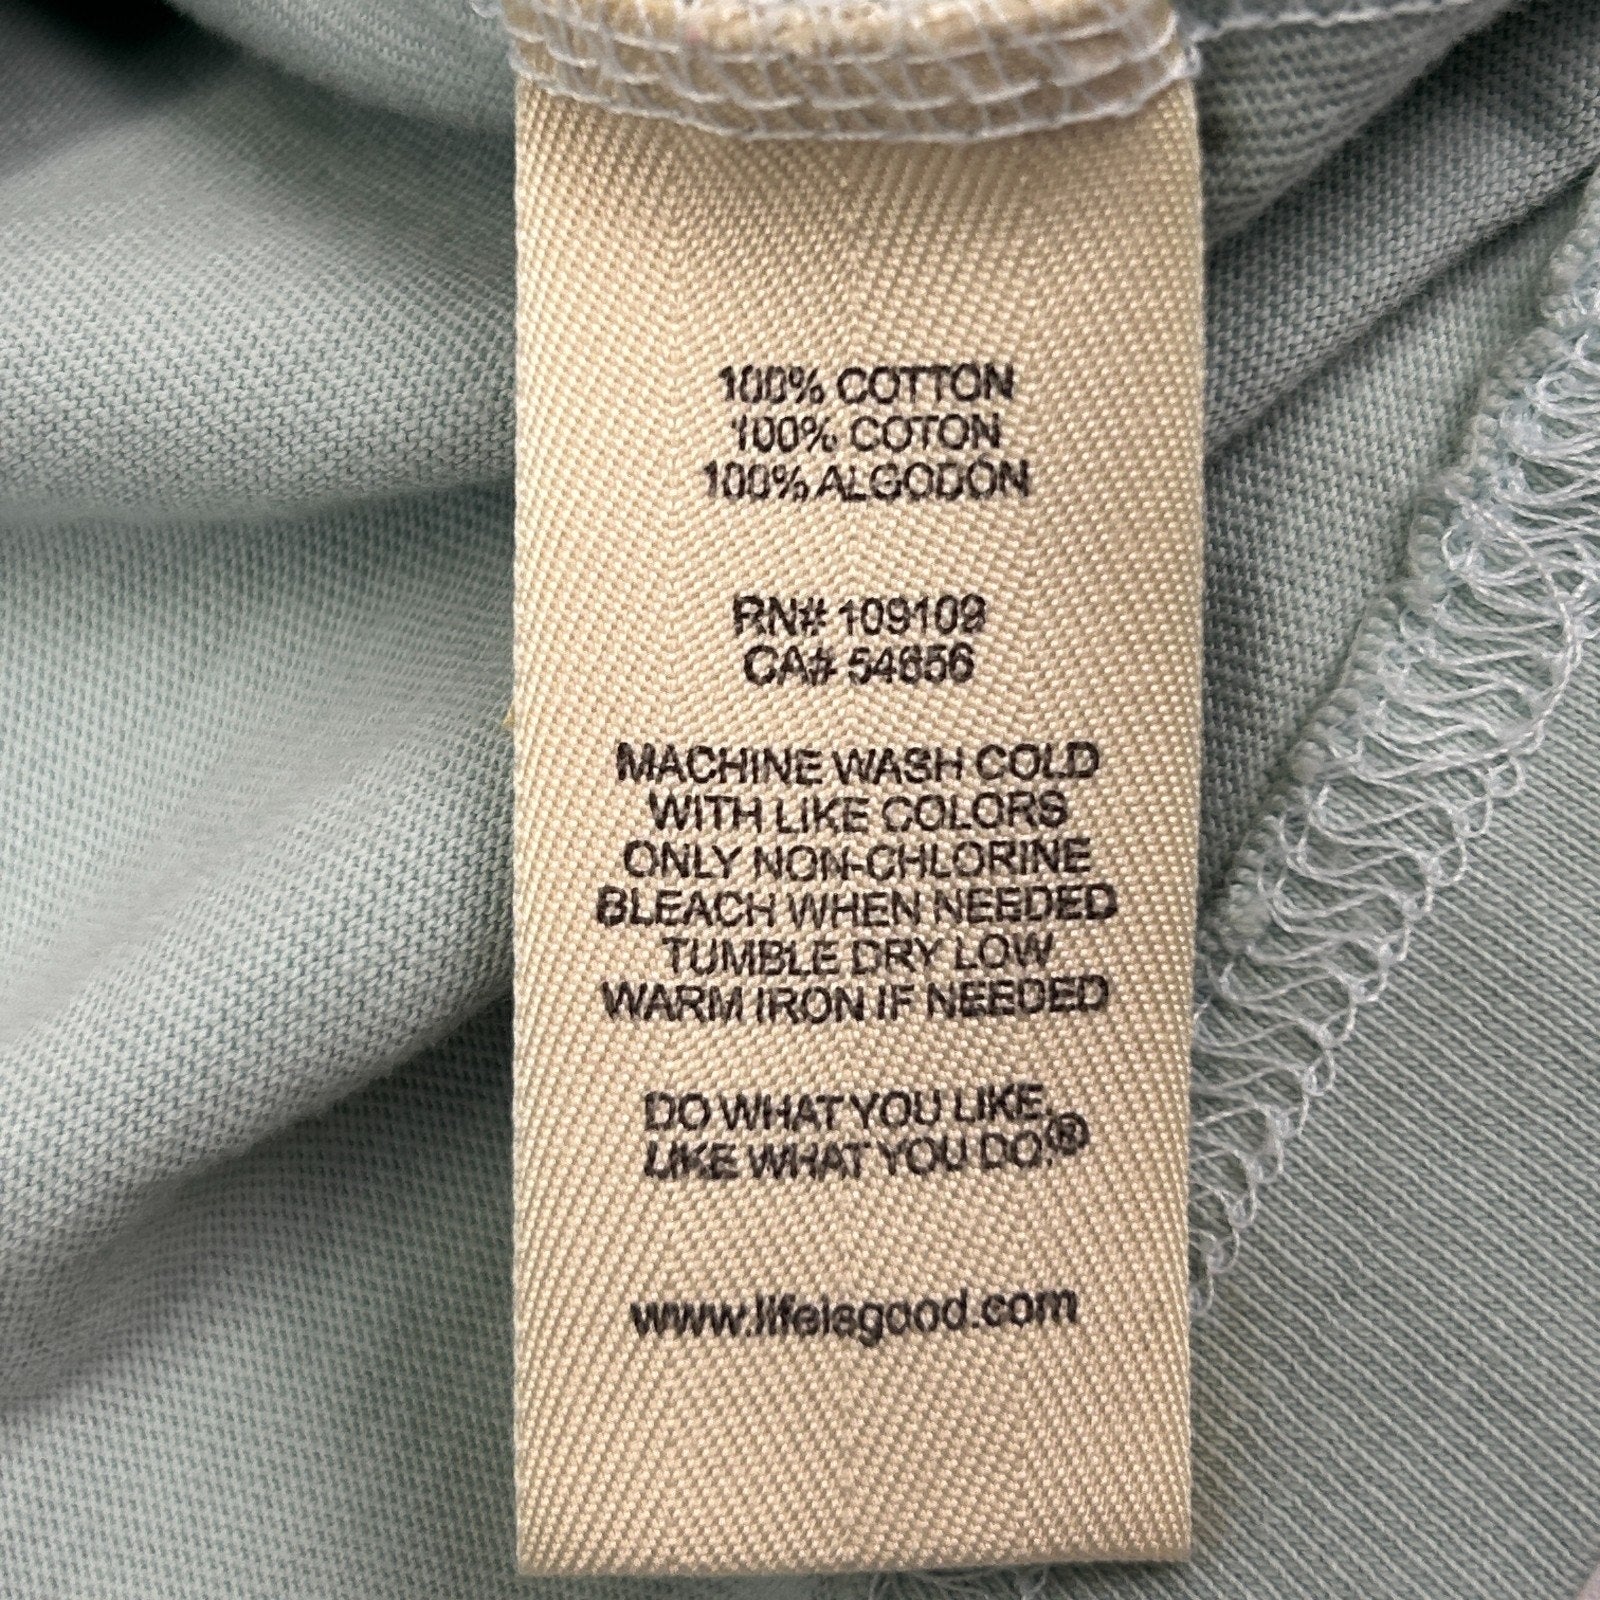 100% COTTON
100% COTON
100% ALGODÓN
RN# 109109
CA# 54656
MACHINE WASH COLD
WITH LIKE COLORS
ONLY NON-CHLORINE
BLEACH WHEN NEEDED
TUMBLE DRY LOW
WARM IRON IF NEEDED
DO WHAT YOU LIKE.
LIKE WHAT YOU DO.®
www.lifeisgood.com